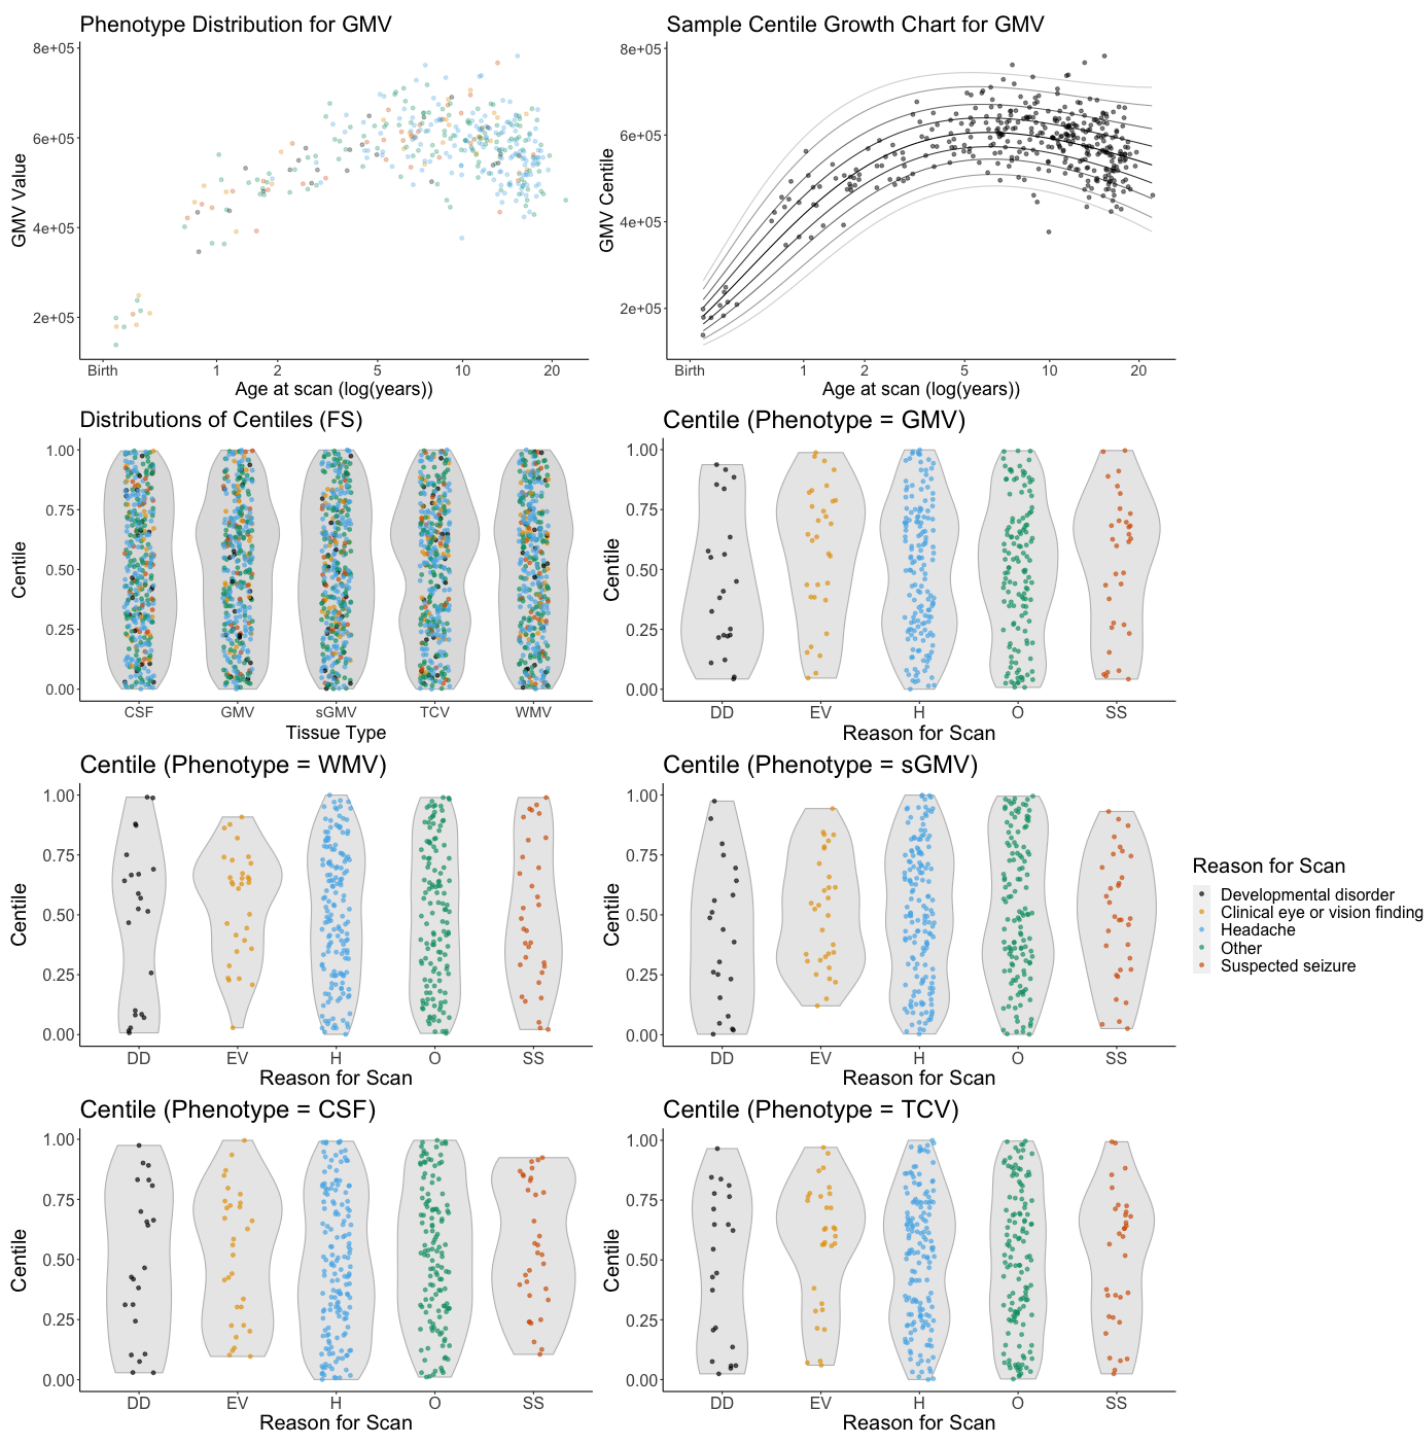 Phenotype Distribution for GMV
8e+05
6e+05
4e+05
2e+05
GMV Value
Birth 1 2 5 10 20
Age at scan (log(years))
Sample Centile Growth Chart for GMV
8e+05
6e+05
4e+05
2e+05
GMV Centile
Birth 1 2 5 10 20
Age at scan (log(years))
Distributions of Centiles (FS)
1.00
0.75
0.50
0.25
0.00
Centile
CSF GMV sGMV TCV WMV
Tissue Type
Centile (Phenotype = GMV)
1.00
0.75
0.50
0.25
0.00
Centile
DD EV H O SS
Reason for Scan
Centile (Phenotype = WMV)
1.00
0.75
0.50
0.25
0.00
Centile
DD EV H O SS
Reason for Scan
Centile (Phenotype = sGMV)
1.00
0.75
0.50
0.25
0.00
Centile
DD EV H O SS
Reason for Scan
Reason for Scan
Developmental disorder
Clinical eye or vision finding
Headache
Other
Suspected seizure
Centile (Phenotype = CSF)
1.00
0.75
0.50
0.25
0.00
Centile
DD EV H O SS
Reason for Scan
Centile (Phenotype = TCV)
1.00
0.75
0.50
0.25
0.00
Centile
DD EV H O SS
Reason for Scan